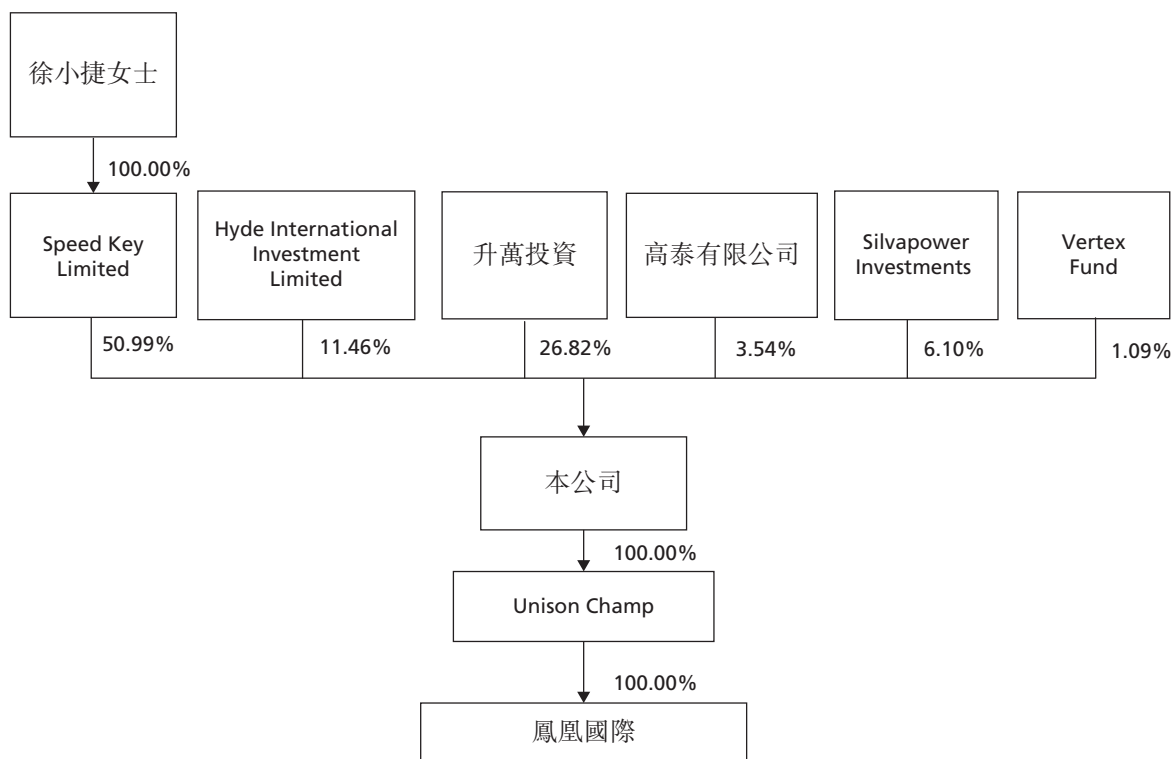 徐小捷女士
100.00%
Speed Key
Limited
Hyde International
Investment
Limited
升萬投資
高泰有限公司
Silvapower
Investments
Vertex
Fund
50.99%
11.46%
26.82%
3.54%
6.10%
1.09%
本公司
100.00%
Unison Champ
100.00%
鳳凰國際